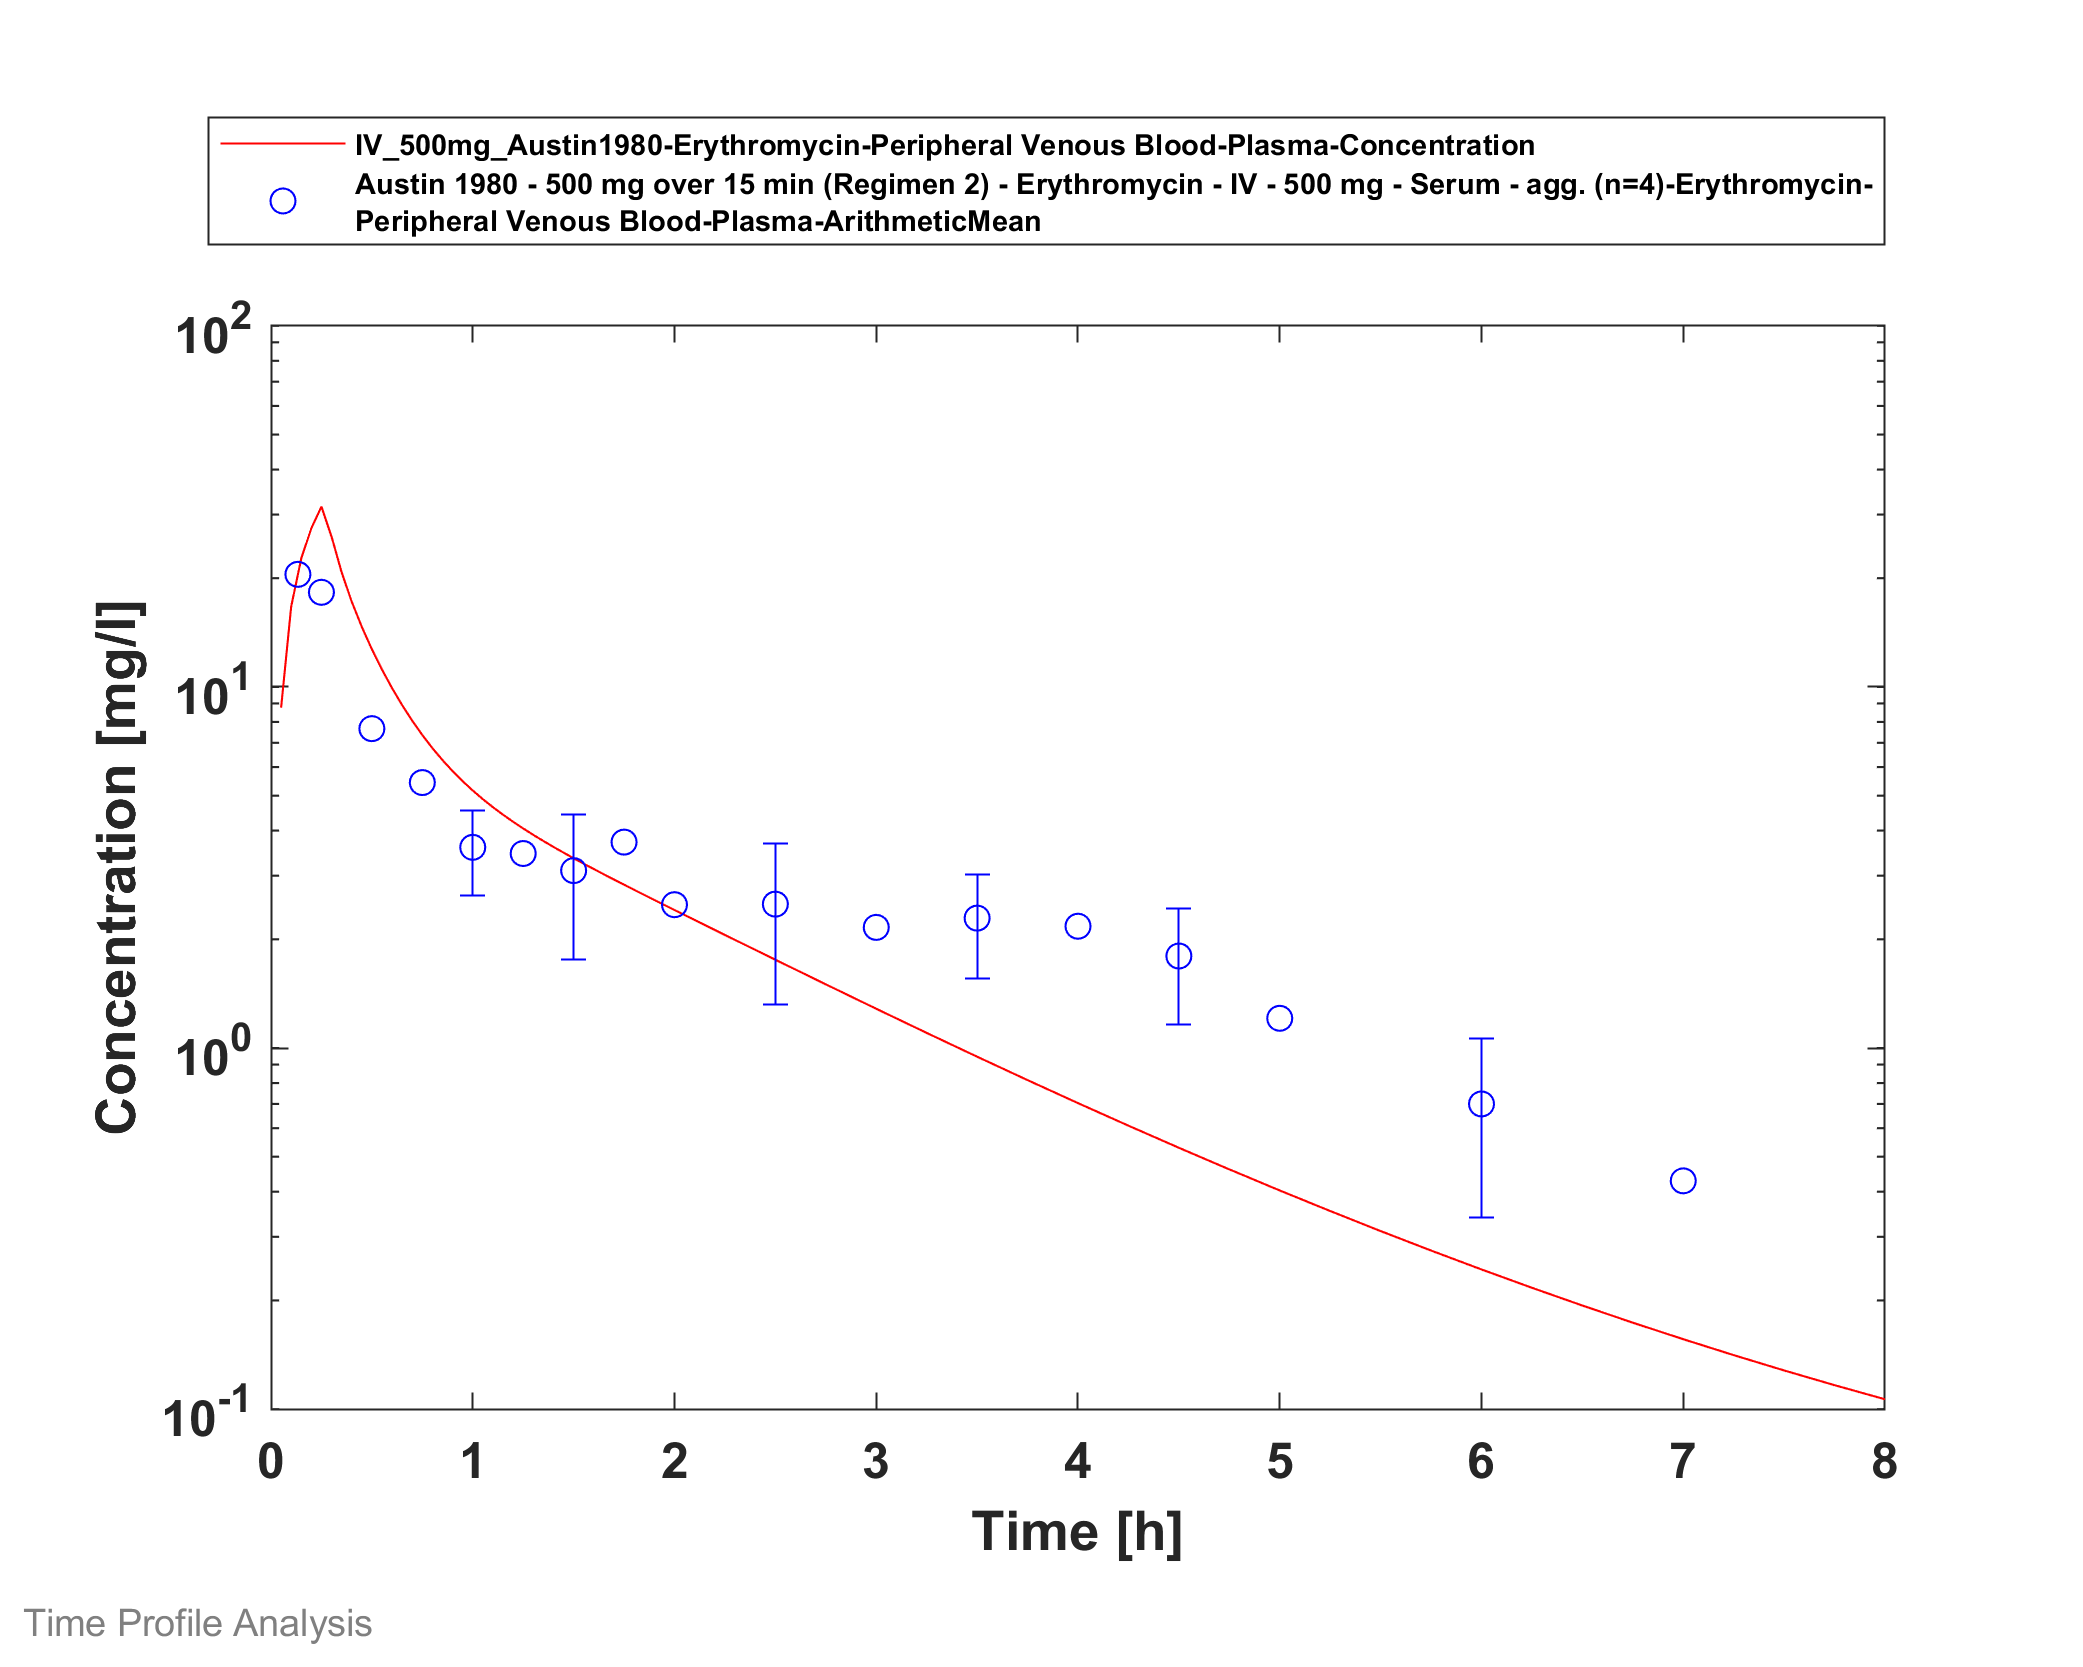 IV_500mg_Austin1980-Erythromycin-Peripheral Venous Blood-Plasma-Concentration
Austin 1980 - 500 mg over 15 min (Regimen 2) - Erythromycin - IV - 500 mg - Serum - agg. (n=4)-Erythromycin-
Peripheral Venous Blood-Plasma-ArithmeticMean
10^2
10^1
10^0
10^-1
Concentration [mg/l]
0 1 2 3 4 5 6 7 8
Time [h]
Time Profile Analysis